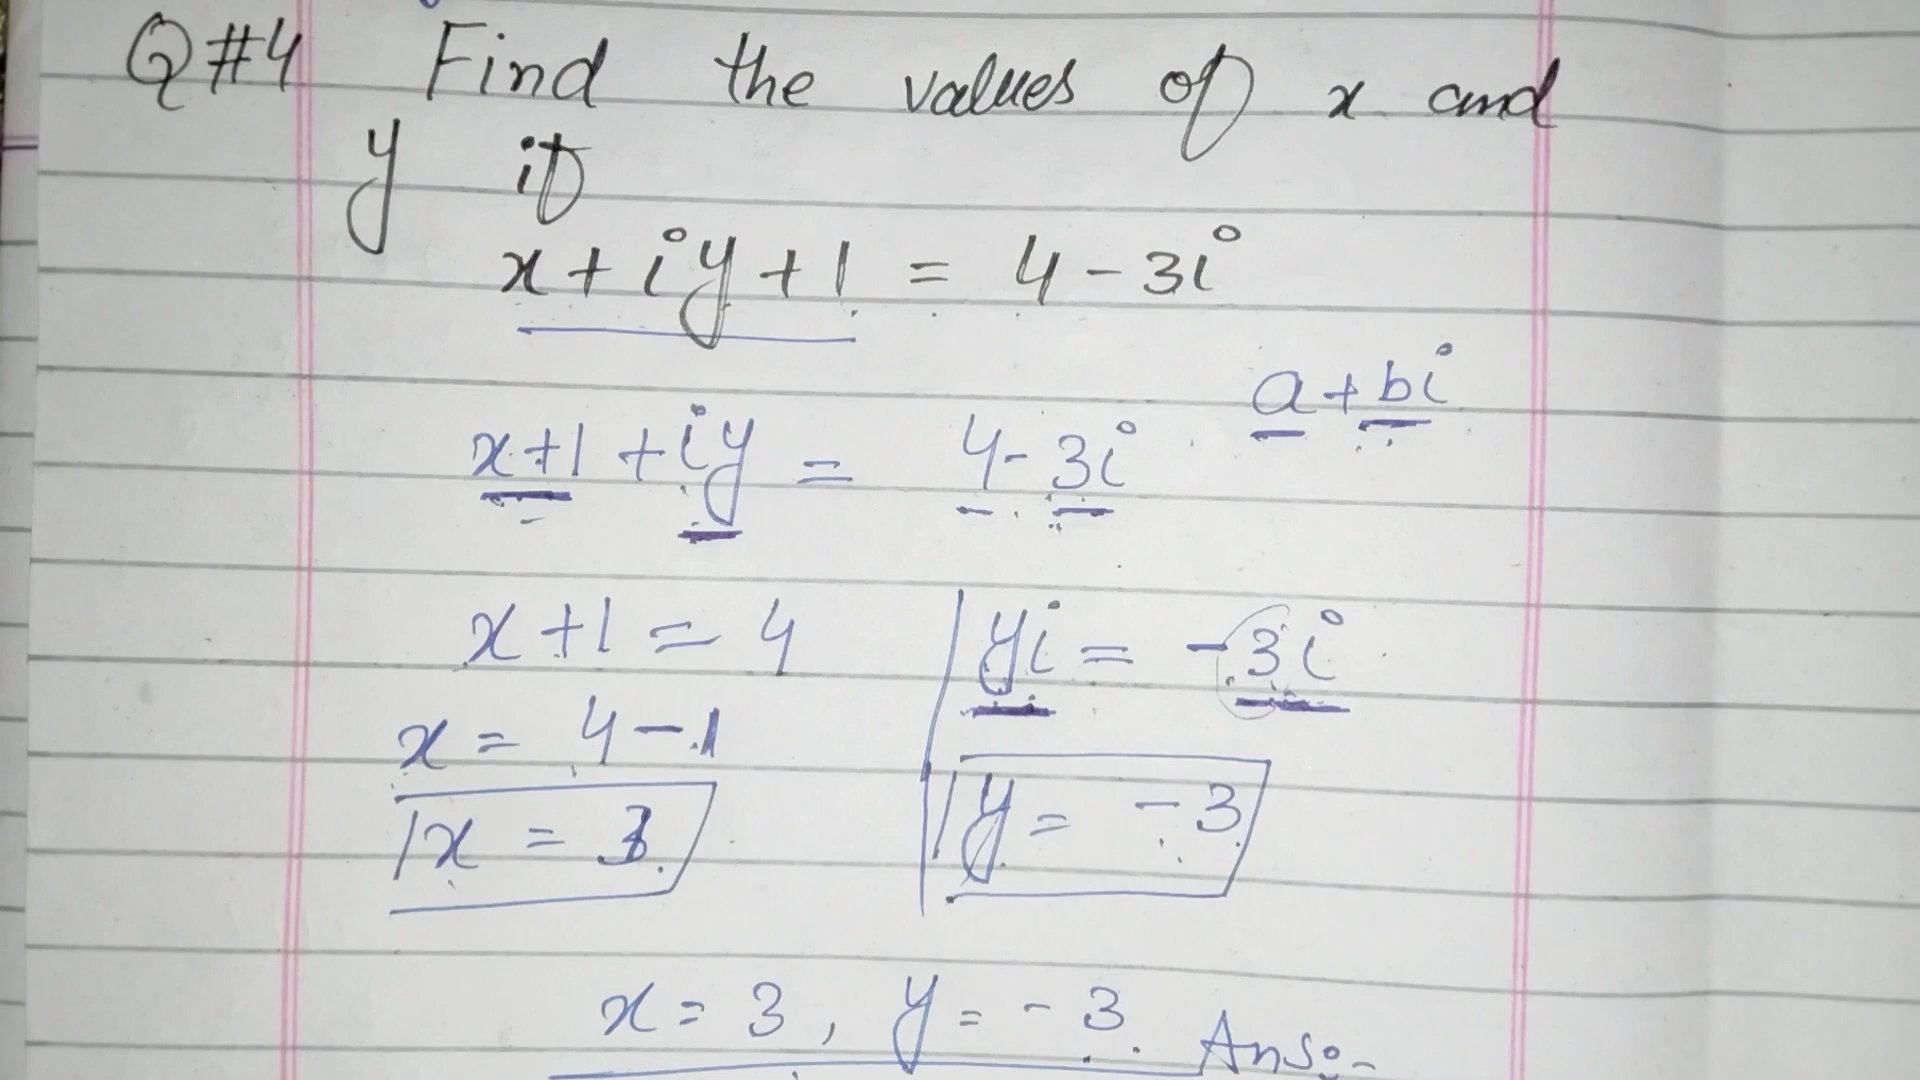 Q#4 Find the values of x and
y if
x + iy + 1 = 4 - 3i
a + bi
x+1 + iy = 4 - 3i
x + 1 = 4
yi = -3i
x = 4 - 1
x = 3
y = -3
x = 3 , y = -3 Ans:-